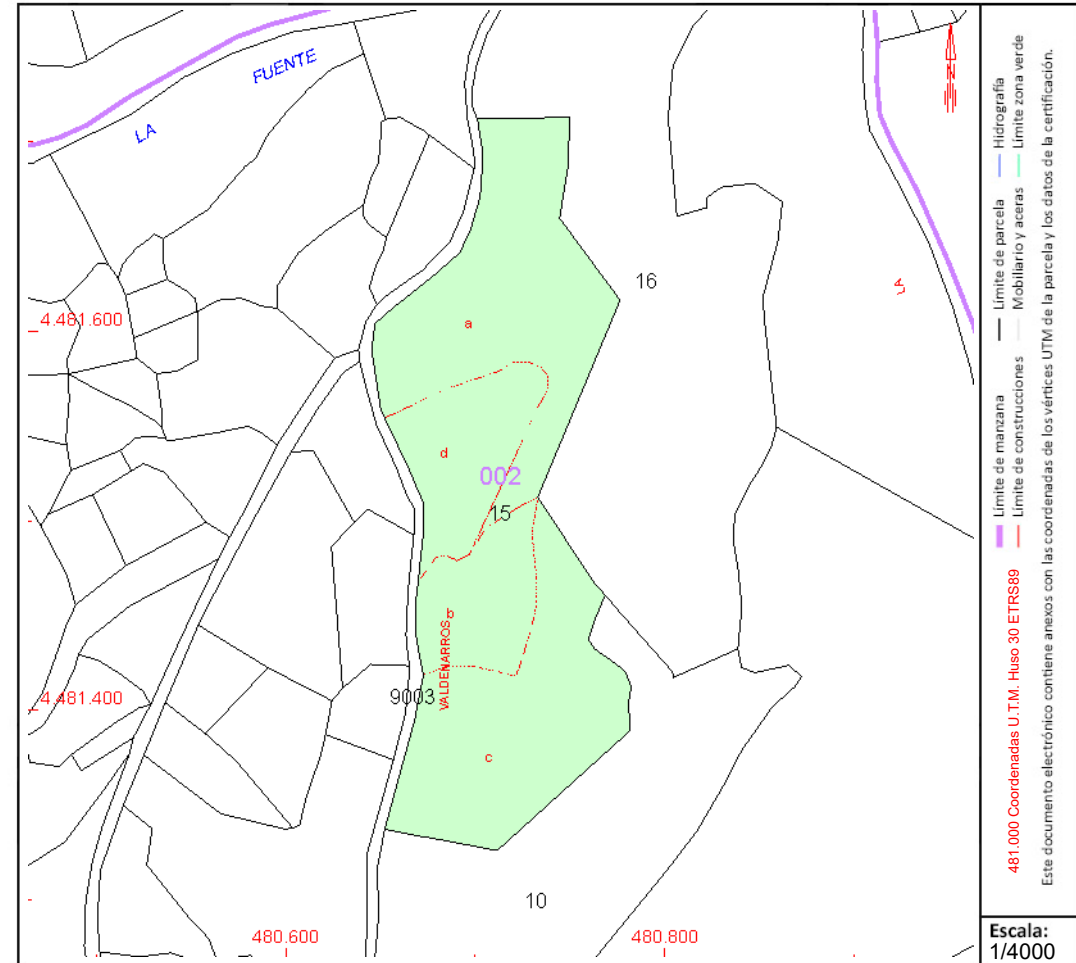 LA
FUENTE
16
4.481.600
a
d
002
15
b
VALDENARROS
9003
4.481.400
c
10
480.600
480.800
N
Límite de manzana
Límite de parcela
Hidrografía
Límite de construcciones
Mobiliario y aceras
Límite zona verde
481.000 Coordenadas U.T.M. Huso 30 ETRS89
Este documento electrónico contiene anexos con las coordenadas de los vértices UTM de la parcela y los datos de la certificación.
Escala:
1/4000